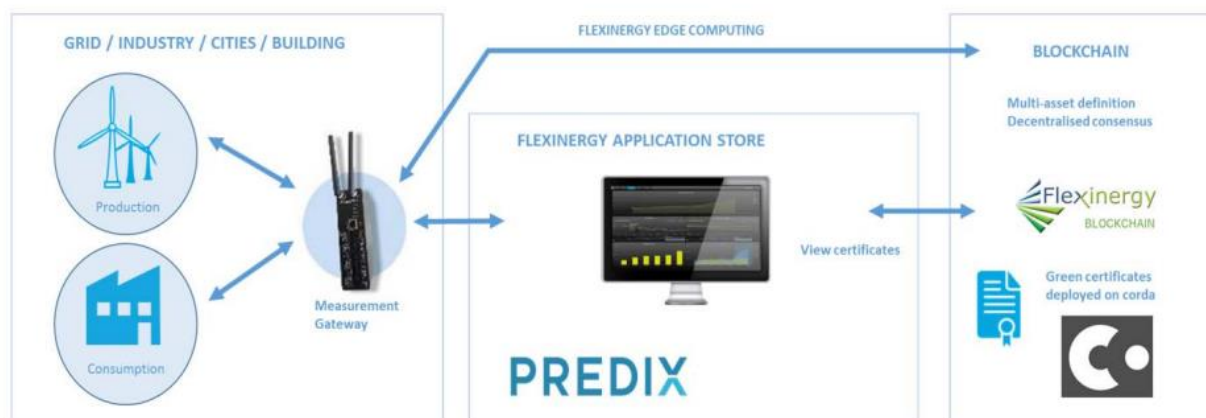 GRID / INDUSTRY / CITIES / BUILDING
Production
Consumption
Measurement
Gateway
FLEXINERGY EDGE COMPUTING
FLEXINERGY APPLICATION STORE
View certificates
PREDIX
BLOCKCHAIN
Multi-asset definition
Decentralised consensus
Flexinergy
BLOCKCHAIN
Green certificates
deployed on corda